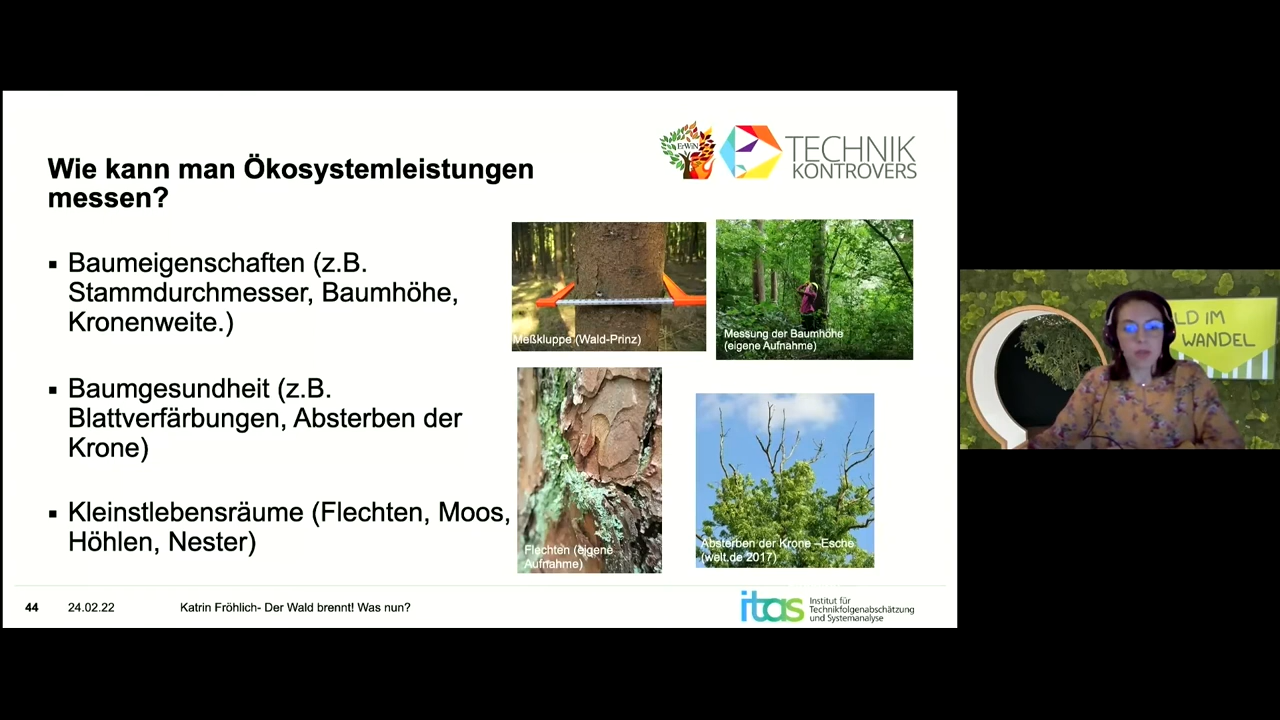 Wie kann man Ökosystemleistungen
messen?
ErWiN
TECHNIK
KONTROVERS
▪ Baumeigenschaften (z.B.
Stammdurchmesser, Baumhöhe,
Kronenweite.)
▪ Baumgesundheit (z.B.
Blattverfärbungen, Absterben der
Krone)
▪ Kleinstlebensräume (Flechten, Moos,
Höhlen, Nester)
Meßkluppe (Wald-Prinz)
Messung der Baumhöhe
(eigene Aufnahme)
Flechten (eigene
Aufnahme)
Absterben der Krone –Esche
(welt.de 2017)
LD IM
WANDEL
44
24.02.22
Katrin Fröhlich- Der Wald brennt! Was nun?
itas
Institut für
Technikfolgenabschätzung
und Systemanalyse